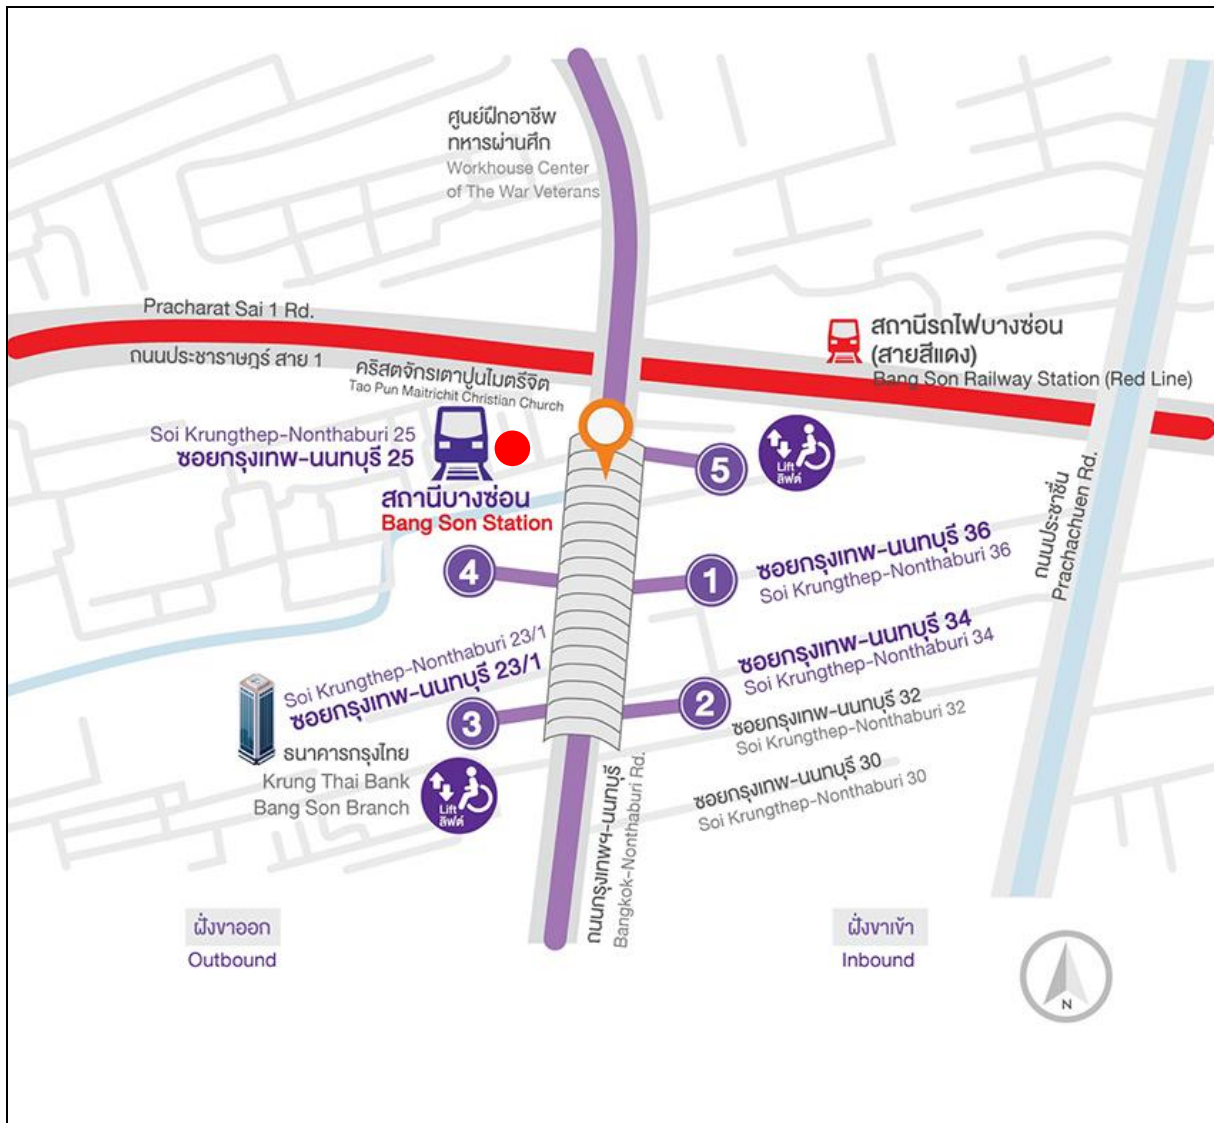 ศูนย์ฝึกอาชีพ
ทหารผ่านศึก
Workhouse Center
of The War Veterans
Pracharat Sai 1 Rd.
ถนนประชาราษฎร์ สาย 1
คริสตจักรเตาปูนไมตรีจิต
Tao Pun Maitrichit Christian Church
สถานีรถไฟบางซ่อน
(สายสีแดง)
Bang Son Railway Station (Red Line)
Soi Krungthep-Nonthaburi 25
ซอยกรุงเทพ-นนทบุรี 25
สถานีบางซ่อน
Bang Son Station
5
Lift
ลิฟต์
ถนนประชาชื่น
Prachachuen Rd.
4
1
ซอยกรุงเทพ-นนทบุรี 36
Soi Krungthep-Nonthaburi 36
Soi Krungthep-Nonthaburi 23/1
ซอยกรุงเทพ-นนทบุรี 23/1
3
2
ซอยกรุงเทพ-นนทบุรี 34
Soi Krungthep-Nonthaburi 34
ซอยกรุงเทพ-นนทบุรี 32
Soi Krungthep-Nonthaburi 32
ซอยกรุงเทพ-นนทบุรี 30
Soi Krungthep-Nonthaburi 30
ธนาคารกรุงไทย
Krung Thai Bank
Bang Son Branch
Lift
ลิฟต์
ถนนกรุงเทพฯ-นนทบุรี
Bangkok-Nonthaburi Rd.
ฝั่งขาออก
Outbound
ฝั่งขาเข้า
Inbound
N